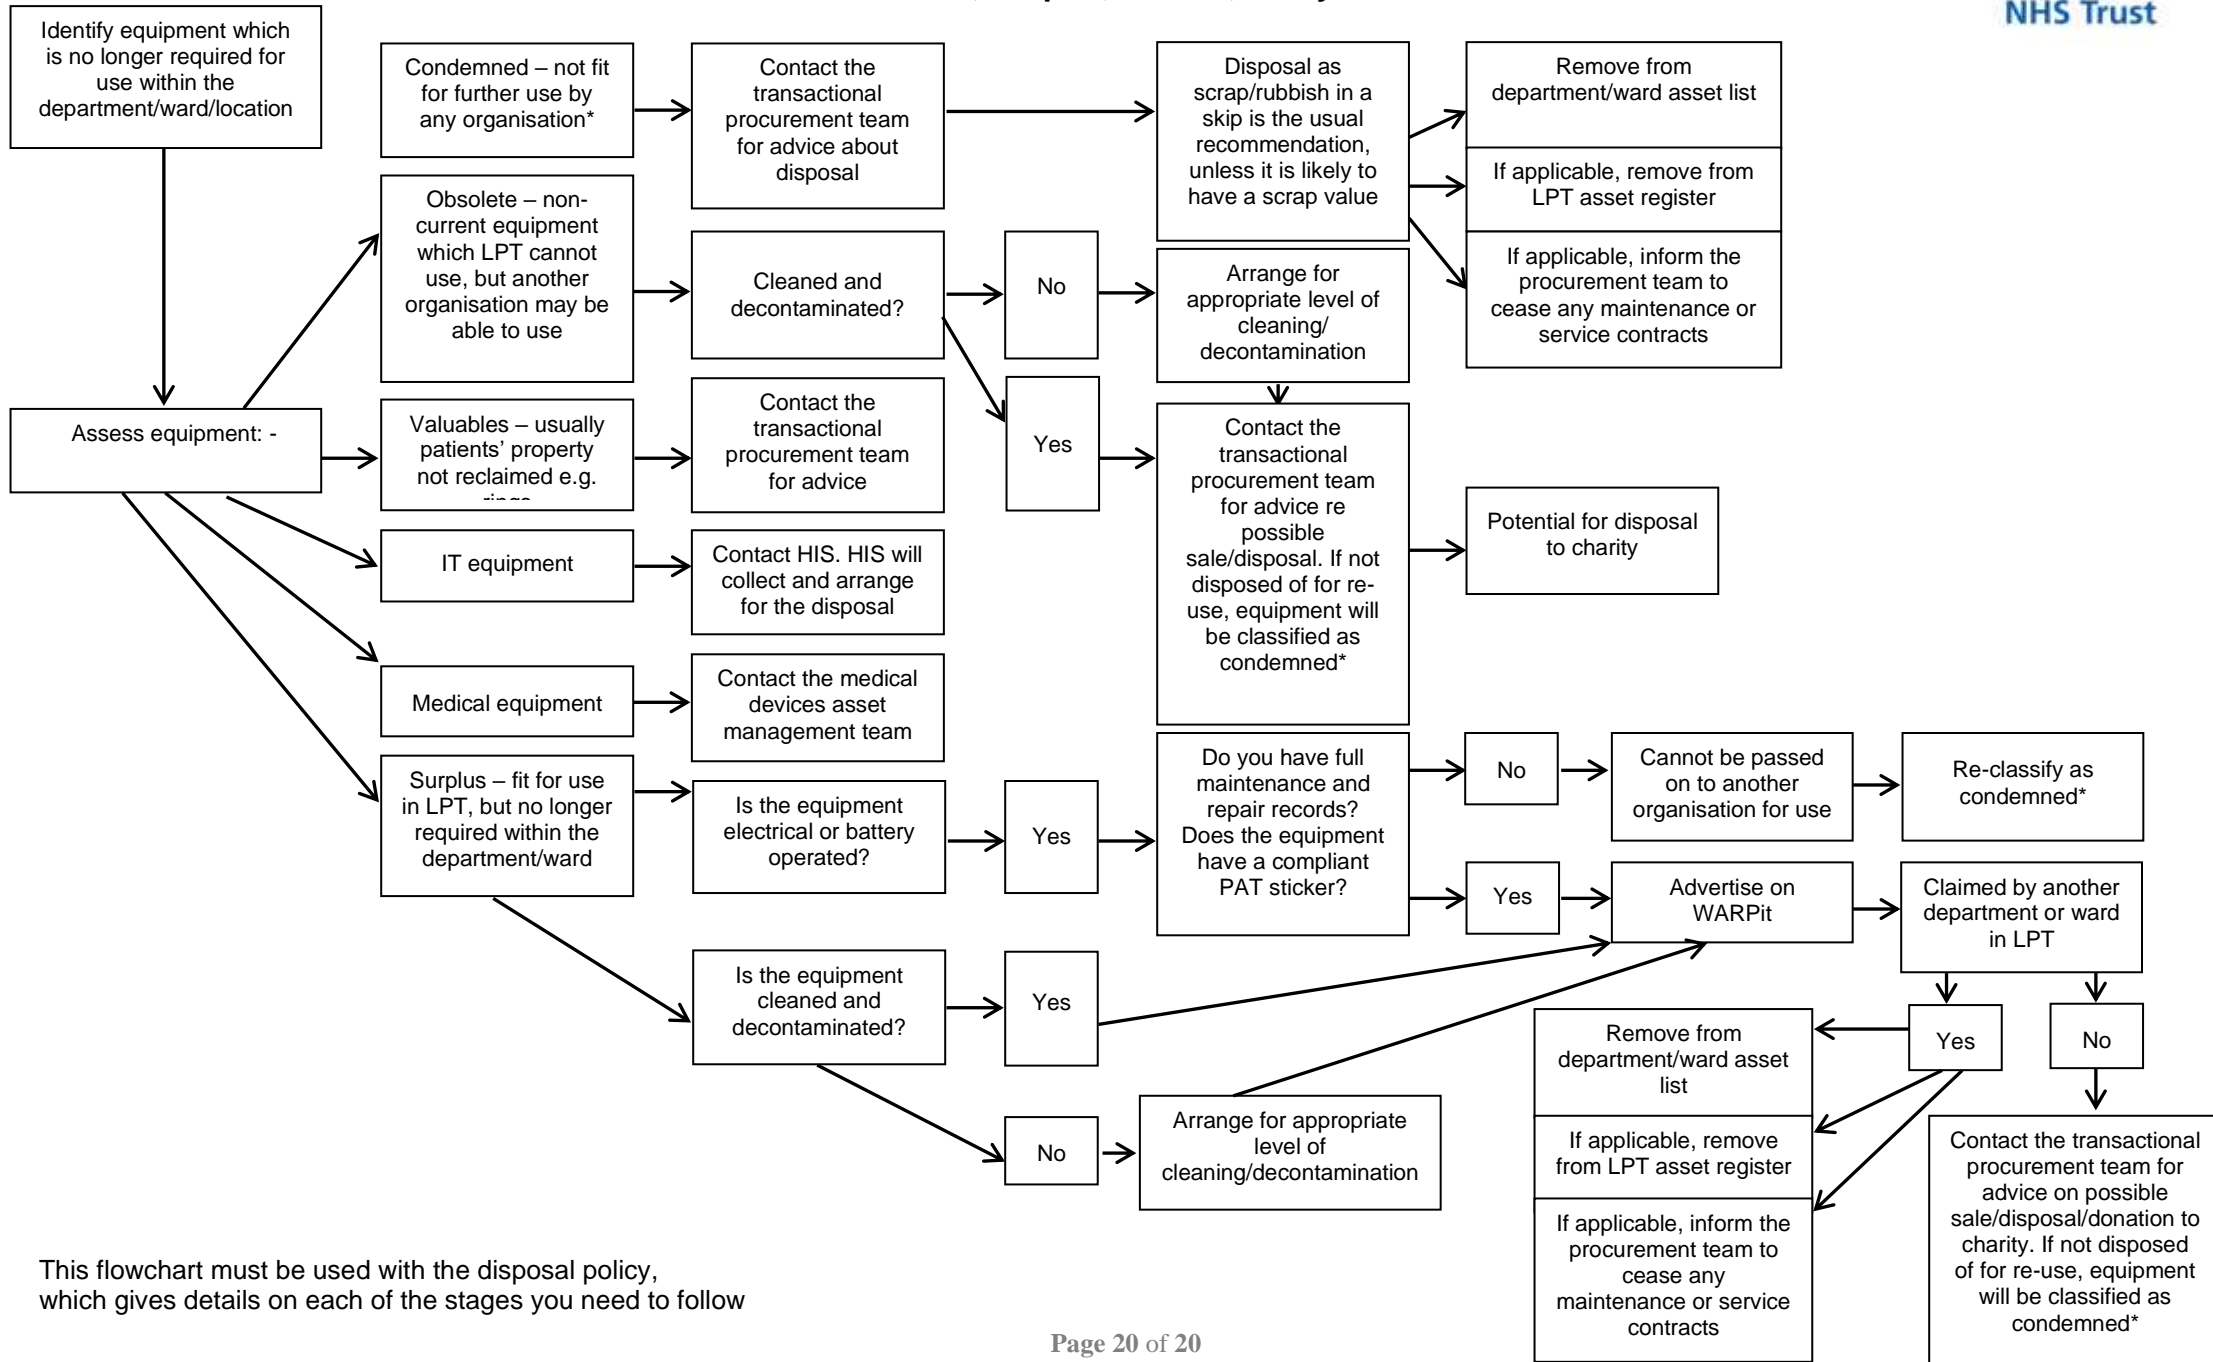 NHS Trust
Identify equipment which
is no longer required for
use within the
department/ward/location
Assess equipment: -
Condemned – not fit
for further use by
any organisation*
Contact the
transactional
procurement team
for advice about
disposal
Disposal as
scrap/rubbish in a
skip is the usual
recommendation,
unless it is likely to
have a scrap value
Remove from
department/ward asset list
If applicable, remove from
LPT asset register
If applicable, inform the
procurement team to
cease any maintenance or
service contracts
Obsolete – non-
current equipment
which LPT cannot
use, but another
organisation may be
able to use
Cleaned and
decontaminated?
No
Arrange for
appropriate level of
cleaning/
decontamination
Yes
Contact the
transactional
procurement team
for advice re
possible
sale/disposal. If not
disposed of for re-
use, equipment will
be classified as
condemned*
Potential for disposal
to charity
Valuables – usually
patients’ property
not reclaimed e.g.
Contact the
transactional
procurement team
for advice
IT equipment
Contact HIS. HIS will
collect and arrange
for the disposal
Medical equipment
Contact the medical
devices asset
management team
Surplus – fit for use
in LPT, but no longer
required within the
department/ward
Is the equipment
electrical or battery
operated?
Yes
Do you have full
maintenance and
repair records?
Does the equipment
have a compliant
PAT sticker?
No
Cannot be passed
on to another
organisation for use
Re-classify as
condemned*
Yes
Advertise on
WARPit
Claimed by another
department or ward
in LPT
Is the equipment
cleaned and
decontaminated?
Yes
No
Arrange for appropriate
level of
cleaning/decontamination
Yes
No
Remove from
department/ward asset
list
If applicable, remove
from LPT asset register
If applicable, inform the
procurement team to
cease any
maintenance or service
contracts
Contact the transactional
procurement team for
advice on possible
sale/disposal/donation to
charity. If not disposed
of for re-use, equipment
will be classified as
condemned*
This flowchart must be used with the disposal policy,
which gives details on each of the stages you need to follow
Page 20 of 20